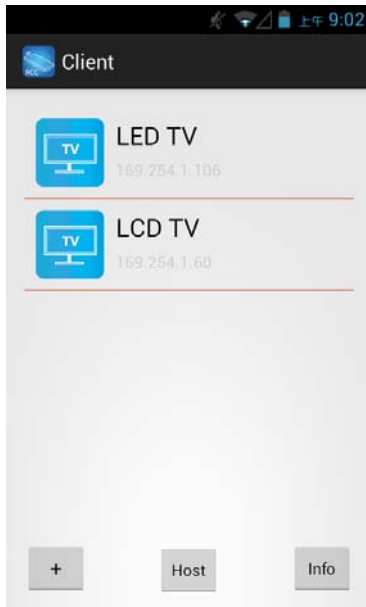 上午 9:02
PCC
Client
TV
LED TV
169.254.1.106
TV
LCD TV
169.254.1.60
+
Host
Info